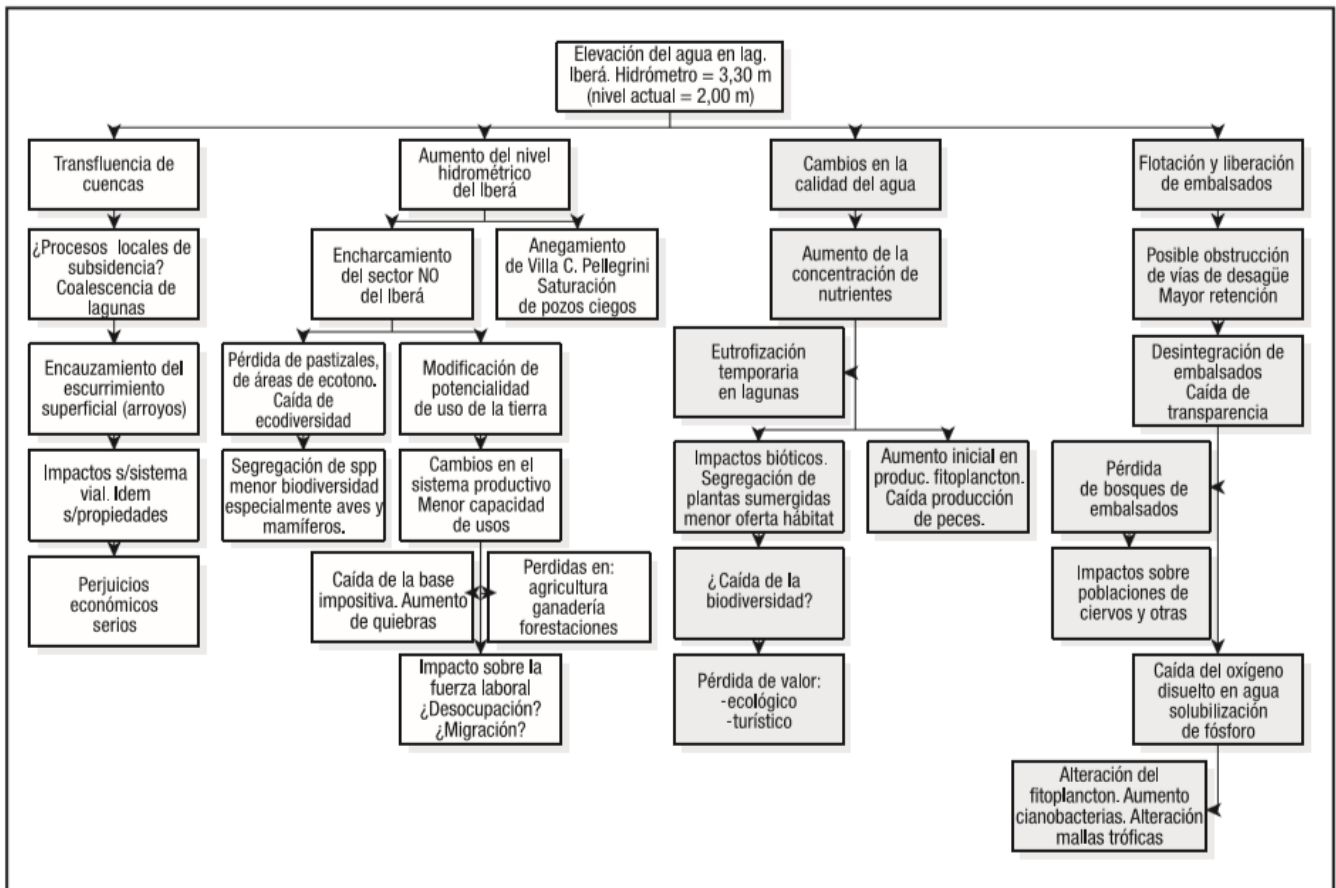 Elevación del agua en lag.
Iberá. Hidrómetro = 3,30 m
(nivel actual = 2,00 m)
Transfluencia de
cuencas
¿Procesos locales de
subsidencia?
Coalescencia de
lagunas
Encauzamiento del
escurrimiento
superficial (arroyos)
Impactos s/sistema
vial. Idem
s/propiedades
Perjuicios
económicos
serios
Aumento del nivel
hidrométrico
del Iberá
Encharcamiento
del sector NO
del Iberá
Anegamiento
de Villa C. Pellegrini
Saturación
de pozos ciegos
Pérdida de pastizales,
de áreas de ecotono.
Caída de
ecodiversidad
Modificación de
potencialidad
de uso de la tierra
Segregación de spp
menor biodiversidad
especialmente aves y
mamíferos.
Cambios en el
sistema productivo
Menor capacidad
de usos
Caída de la base
impositiva. Aumento
de quiebras
Perdidas en:
agricultura
ganadería
forestaciones
Impacto sobre la
fuerza laboral
¿Desocupación?
¿Migración?
Cambios en la
calidad del agua
Aumento de la
concentración de
nutrientes
Eutrofización
temporaria
en lagunas
Impactos bióticos.
Segregación de
plantas sumergidas
menor oferta hábitat
Aumento inicial en
produc. fitoplancton.
Caída producción
de peces.
¿Caída de la
biodiversidad?
Pérdida de valor:
-ecológico
-turístico
Flotación y liberación
de embalsados
Posible obstrucción
de vías de desagüe
Mayor retención
Desintegración de
embalsados
Caída de
transparencia
Pérdida
de bosques de
embalsados
Impactos sobre
poblaciones de
ciervos y otras
Caída del oxígeno
disuelto en agua
solubilización
de fósforo
Alteración del
fitoplancton. Aumento
cianobacterias. Alteración
mallas tróficas